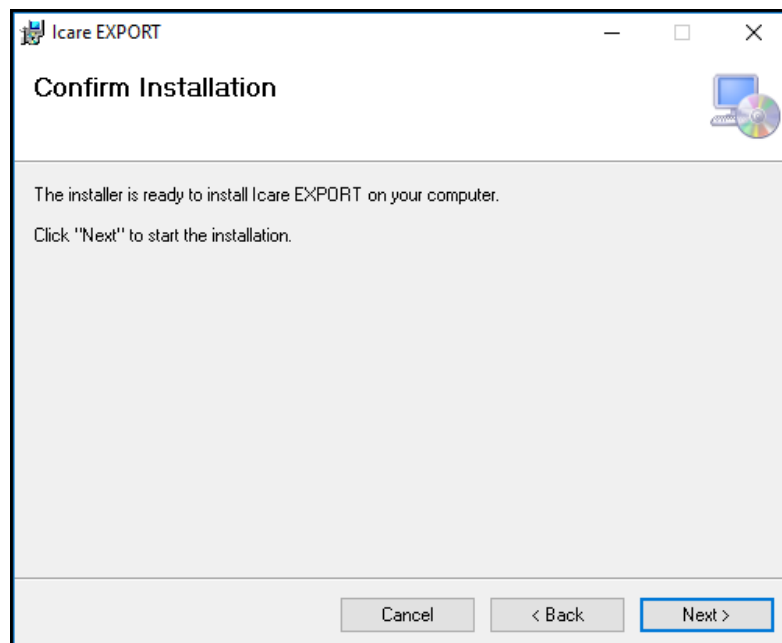 Icare EXPORT
Confirm Installation
The installer is ready to install Icare EXPORT on your computer.
Click "Next" to start the installation.
Cancel
< Back
Next >